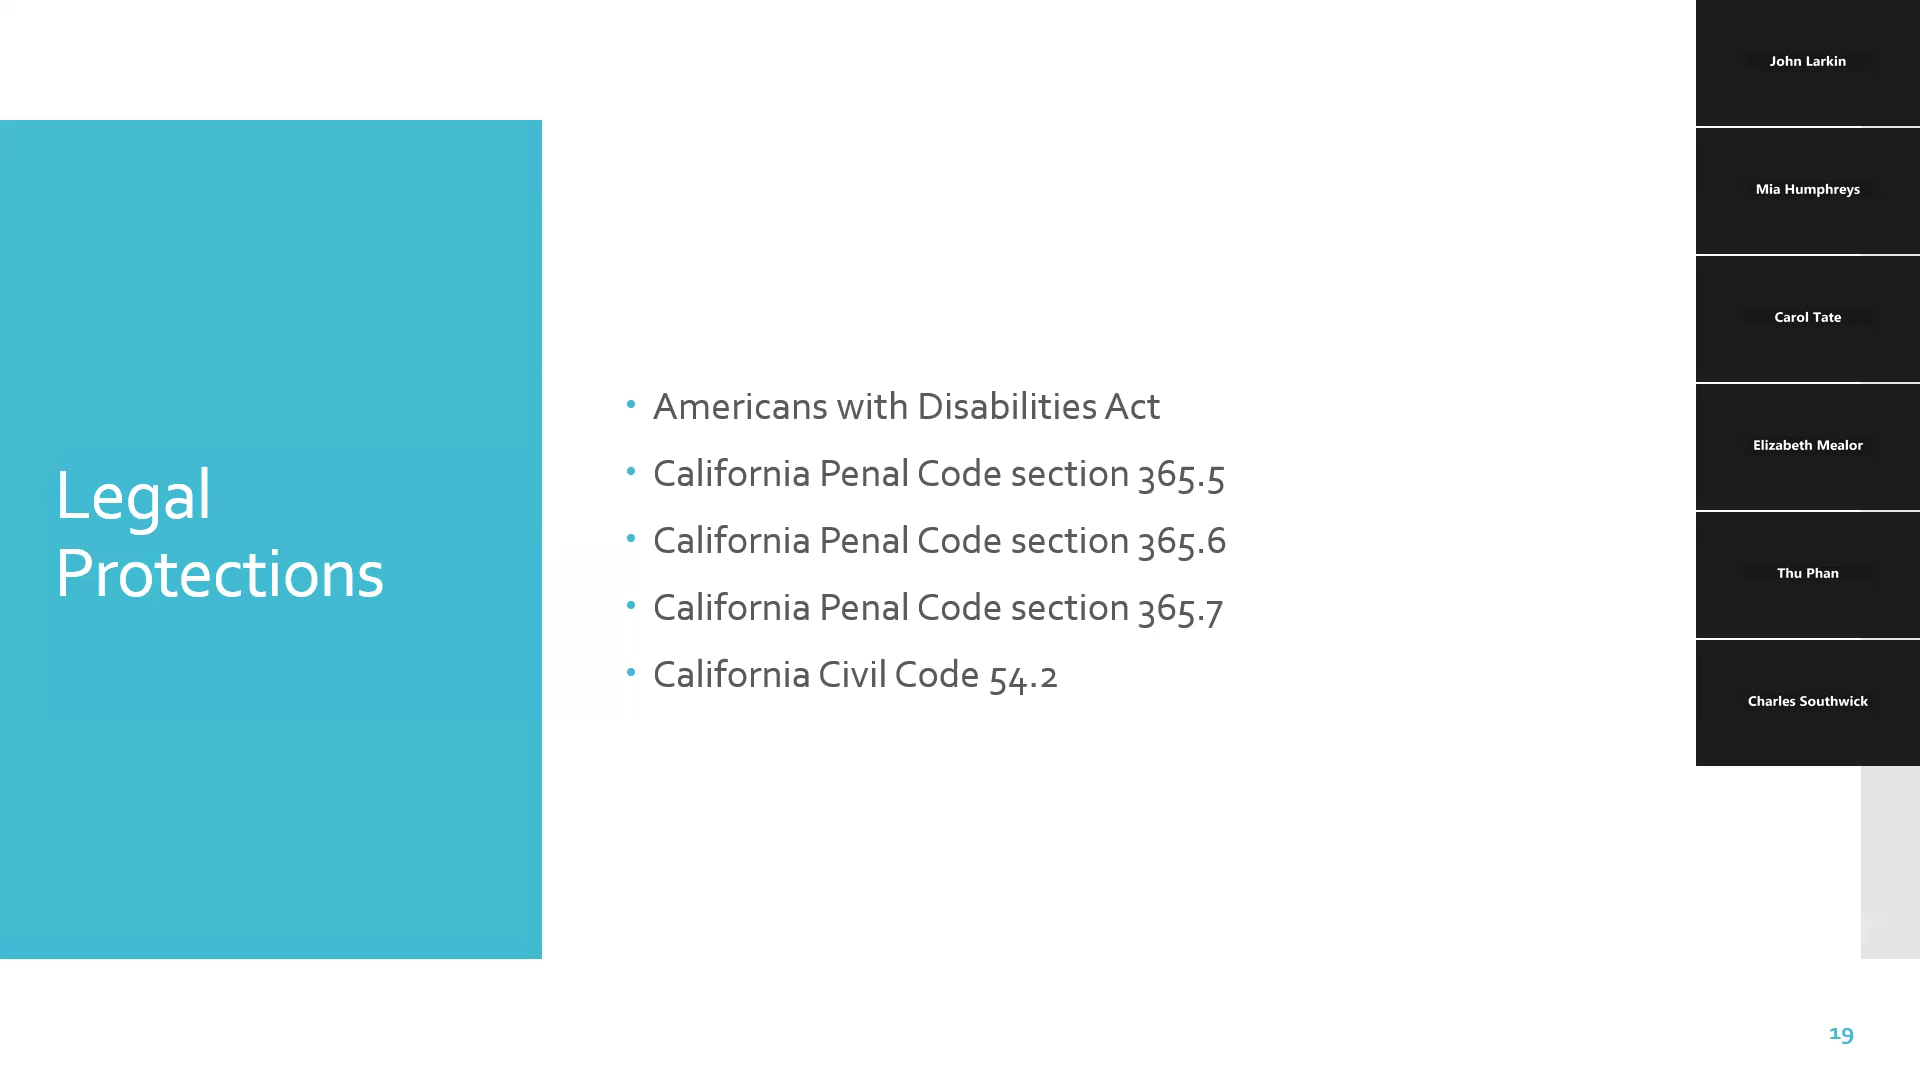 Legal
Protections
• Americans with Disabilities Act
• California Penal Code section 365.5
• California Penal Code section 365.6
• California Penal Code section 365.7
• California Civil Code 54.2
John Larkin
Mia Humphreys
Carol Tate
Elizabeth Mealor
Thu Phan
Charles Southwick
19